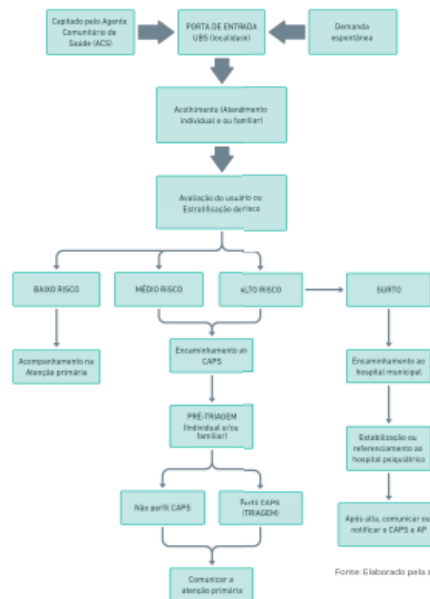 Capitado pelo Agente
Comunitário de
Saúde (ACS)
PORTA DE ENTRADA
UBS (localidade)
Demanda
espontânea
Acolhimento (Atendimento
individual e ou familiar)
Avaliação do usuário ou
Estratificação de risco
BAIXO RISCO
MÉDIO RISCO
ALTO RISCO
SURTO
Acompanhamento na
Atenção primária
Encaminhamento ao
CAPS
Encaminhamento ao
hospital municipal
PRÉ-TRIAGEM
(Individual e/ou
familiar)
Estabilização ou
referenciamento ao
hospital psiquiátrico
Não perfil CAPS
Perfil CAPS
(TRIAGEM)
Após alta, comunicar ou
notificar o CAPS e AP
Comunicar a
atenção primária
Fonte: Elaborado pela a